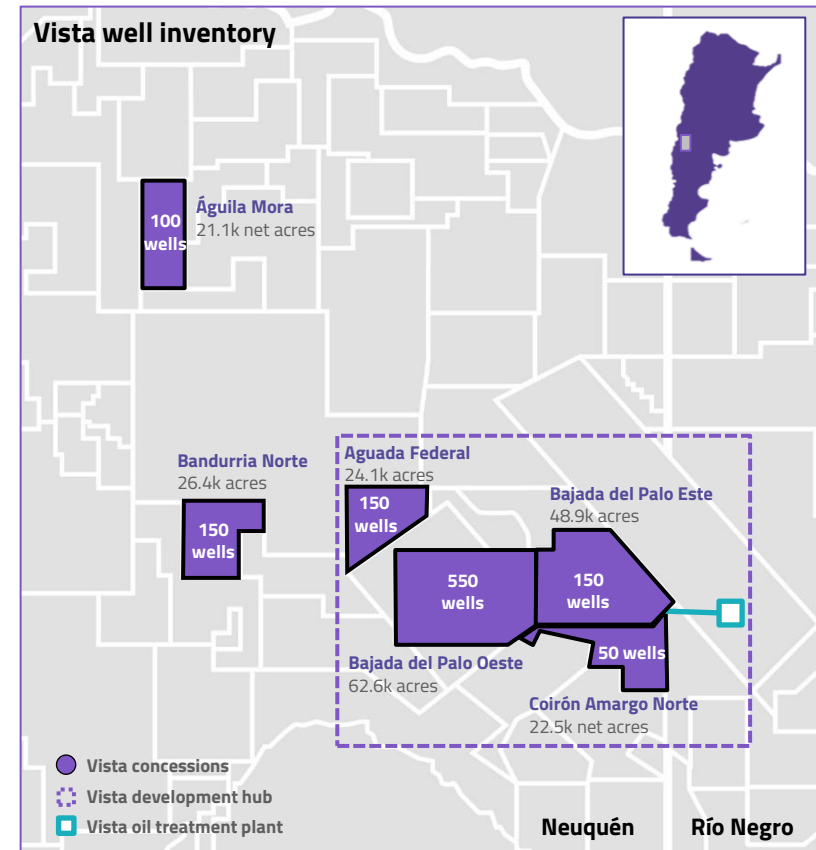 Vista well inventory
100
wells
Águila Mora
21.1k net acres
Bandurria Norte
26.4k acres
150
wells
Aguada Federal
24.1k acres
150
wells
Bajada del Palo Este
48.9k acres
550
wells
150
wells
Bajada del Palo Oeste
62.6k acres
50 wells
Coirón Amargo Norte
22.5k net acres
Vista concessions
Vista development hub
Vista oil treatment plant
Neuquén
Río Negro